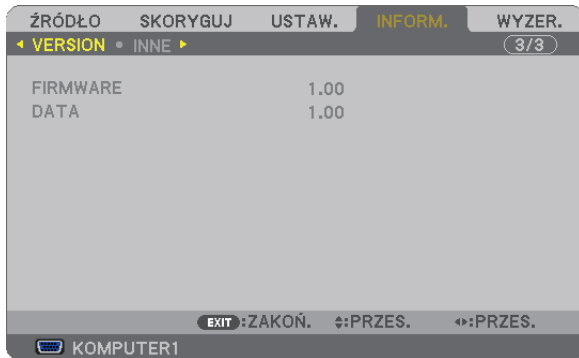 ŹRÓDŁO SKORYGUJ USTAW. INFORM. WYZER.
VERSION INNE 3/3
FIRMWARE 1.00
DATA 1.00
EXIT :ZAKOŃ. :PRZES. :PRZES.
KOMPUTER1